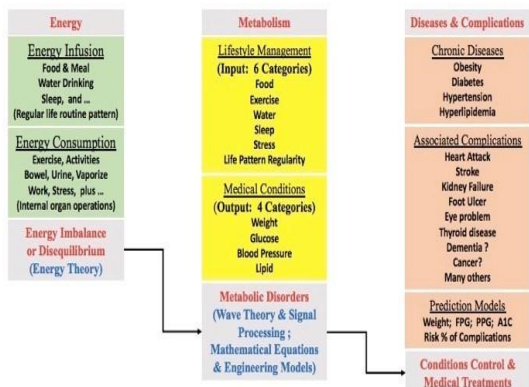 Energy
Energy Infusion
Food & Meal
Water Drinking
Sleep, and ...
(Regular life routine pattern)
Energy Consumption
Exercise, Activities
Bowel, Urine, Vaporize
Work, Stress, plus ...
(Internal organ operations)
Energy Imbalance
or Disequilibrium
(Energy Theory)
Metabolism
Lifestyle Management
(Input: 6 Categories)
Food
Exercise
Water
Sleep
Stress
Life Pattern Regularity
Medical Conditions
(Output: 4 Categories)
Weight
Glucose
Blood Pressure
Lipid
Metabolic Disorders
(Wave Theory & Signal
Processing ;
Mathematical Equations
& Engineering Models)
Diseases & Complications
Chronic Diseases
Obesity
Diabetes
Hypertension
Hyperlipidemia
Associated Complications
Heart Attack
Stroke
Kidney Failure
Foot Ulcer
Eye problem
Thyroid disease
Dementia ?
Cancer?
Many others
Prediction Models
Weight; FPG; PPG; A1C
Risk % of Complications
Conditions Control &
Medical Treatments